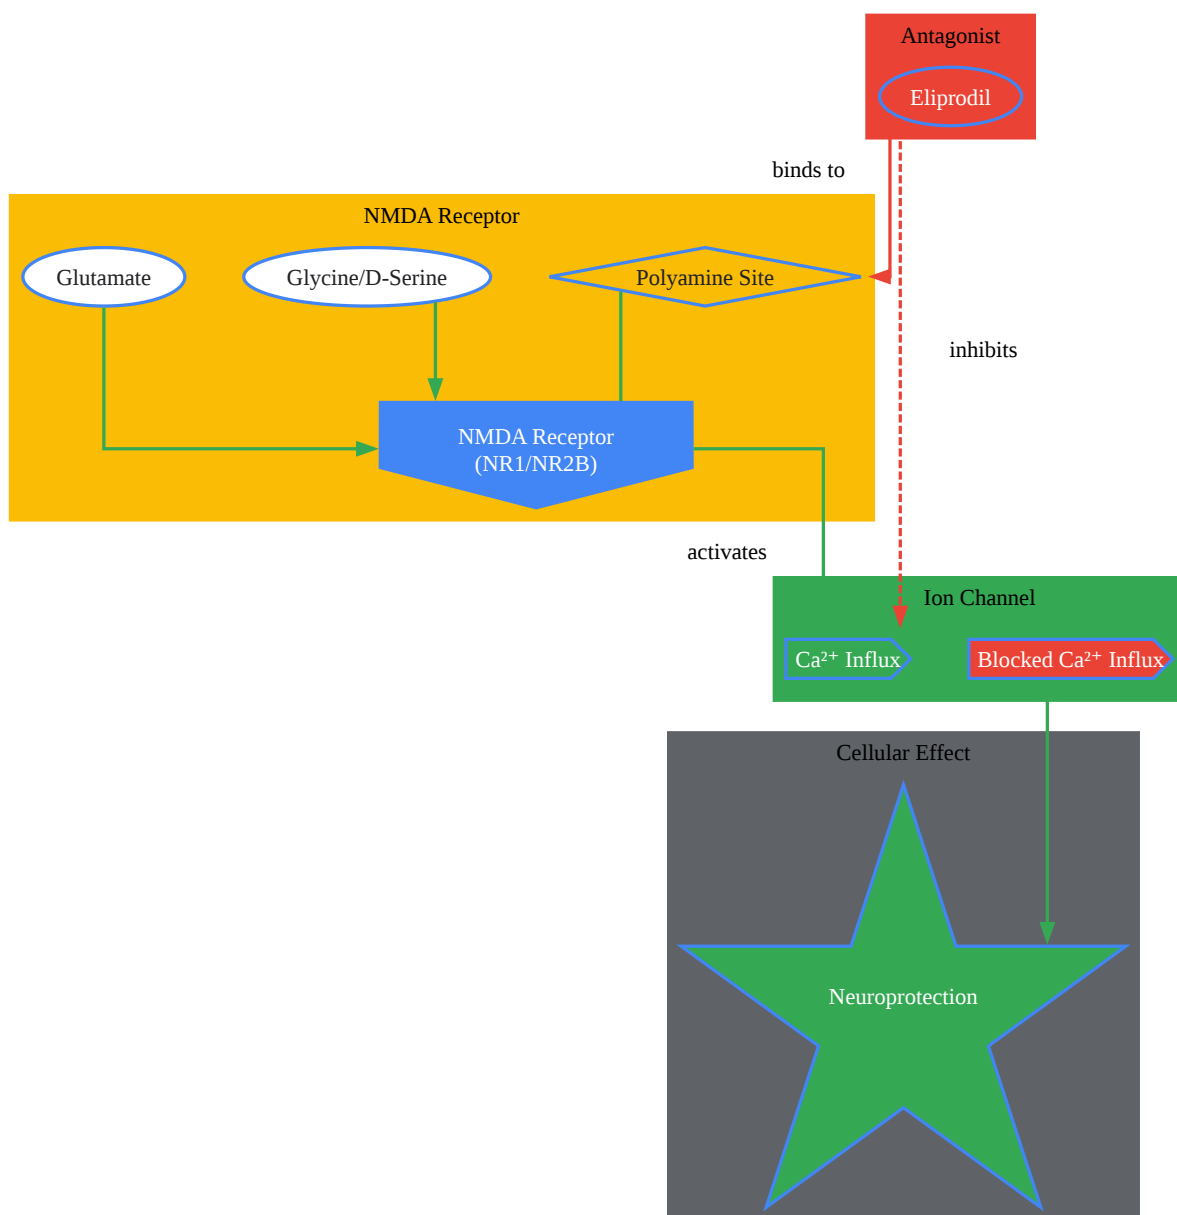 Antagonist
Eliprodil
binds to
NMDA Receptor
Glutamate
Glycine/D-Serine
Polyamine Site
inhibits
NMDA Receptor
(NR1/NR2B)
activates
Ion Channel
Ca²⁺ Influx
Blocked Ca²⁺ Influx
Cellular Effect
Neuroprotection